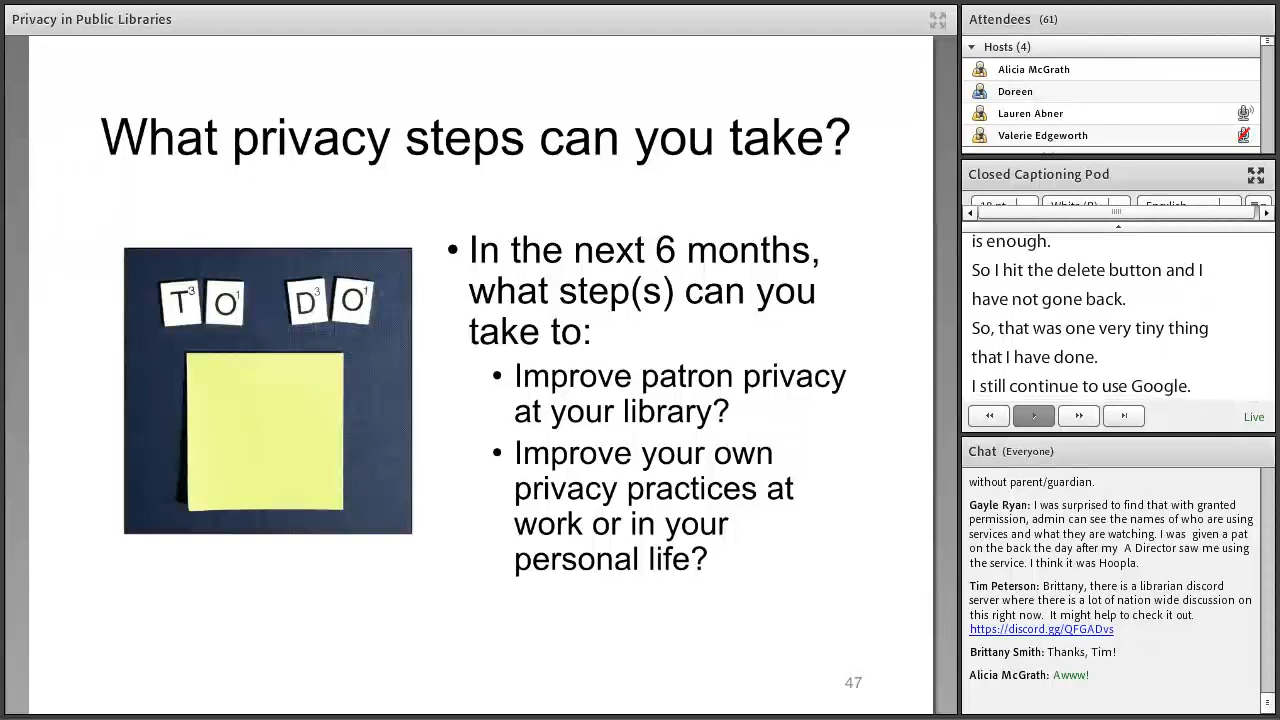 Privacy in Public Libraries
What privacy steps can you take?
T3 O1 D3 O1
• In the next 6 months,
what step(s) can you
take to:
• Improve patron privacy
at your library?
• Improve your own
privacy practices at
work or in your
personal life?
47
Attendees (61)
Hosts (4)
Alicia McGrath
Doreen
Lauren Abner
Valerie Edgeworth
Closed Captioning Pod
is enough.
So I hit the delete button and I
have not gone back.
So, that was one very tiny thing
that I have done.
I still continue to use Google.
Live
Chat (Everyone)
without parent/guardian.
Gayle Ryan: I was surprised to find that with granted
permission, admin can see the names of who are using
services and what they are watching. I was given a pat
on the back the day after my A Director saw me using
the service. I think it was Hoopla.
Tim Peterson: Brittany, there is a librarian discord
server where there is a lot of nation wide discussion on
this right now. It might help to check it out.
https://discord.gg/QFGADvs
Brittany Smith: Thanks, Tim!
Alicia McGrath: Awww!